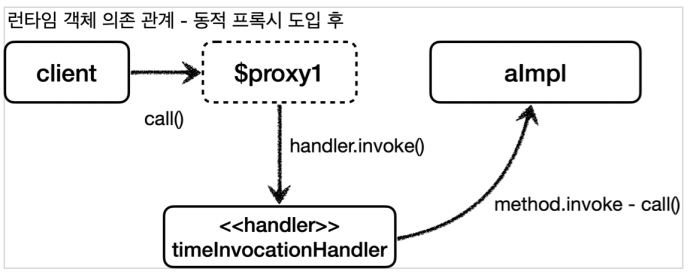 런타임 객체 의존 관계 - 동적 프록시 도입 후
client
$proxy1
aImpl
call()
handler.invoke()
method.invoke - call()
<<handler>>
timeInvocationHandler